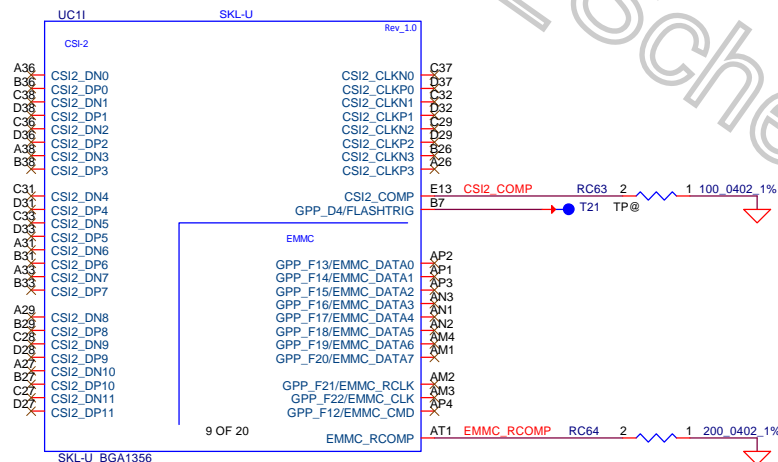 UC1I SKL-U
Rev_1.0
CSI-2
A36 CSI2_DN0 CSI2_CLKN0 C37
B36 CSI2_DP0 CSI2_CLKP0 D37
C38 CSI2_DN1 CSI2_CLKN1 C32
D38 CSI2_DP1 CSI2_CLKP1 D32
C36 CSI2_DN2 CSI2_CLKN2 C29
D36 CSI2_DP2 CSI2_CLKP2 D29
A38 CSI2_DN3 CSI2_CLKN3 B26
B38 CSI2_DP3 CSI2_CLKP3 A26
C31 CSI2_DN4 CSI2_COMP E13 CSI2_COMP RC63 2 1 100_0402_1%
D31 CSI2_DP4 GPP_D4/FLASHTRIG B7 T21 TP@
C33 CSI2_DN5
D33 CSI2_DP5 EMMC
A31 CSI2_DN6
B31 CSI2_DP6 GPP_F13/EMMC_DATA0 AP2
A33 CSI2_DN7 GPP_F14/EMMC_DATA1 AP1
B33 CSI2_DP7 GPP_F15/EMMC_DATA2 AP3
GPP_F16/EMMC_DATA3 AN3
A29 CSI2_DN8 GPP_F17/EMMC_DATA4 AN1
B29 CSI2_DP8 GPP_F18/EMMC_DATA5 AN2
C28 CSI2_DN9 GPP_F19/EMMC_DATA6 AM4
D28 CSI2_DP9 GPP_F20/EMMC_DATA7 AM1
A27 CSI2_DN10
B27 CSI2_DP10 GPP_F21/EMMC_RCLK AM2
C27 CSI2_DN11 GPP_F22/EMMC_CLK AM3
D27 CSI2_DP11 GPP_F12/EMMC_CMD AP4
9 OF 20
EMMC_RCOMP AT1 EMMC_RCOMP RC64 2 1 200_0402_1%
SKL-U_BGA1356